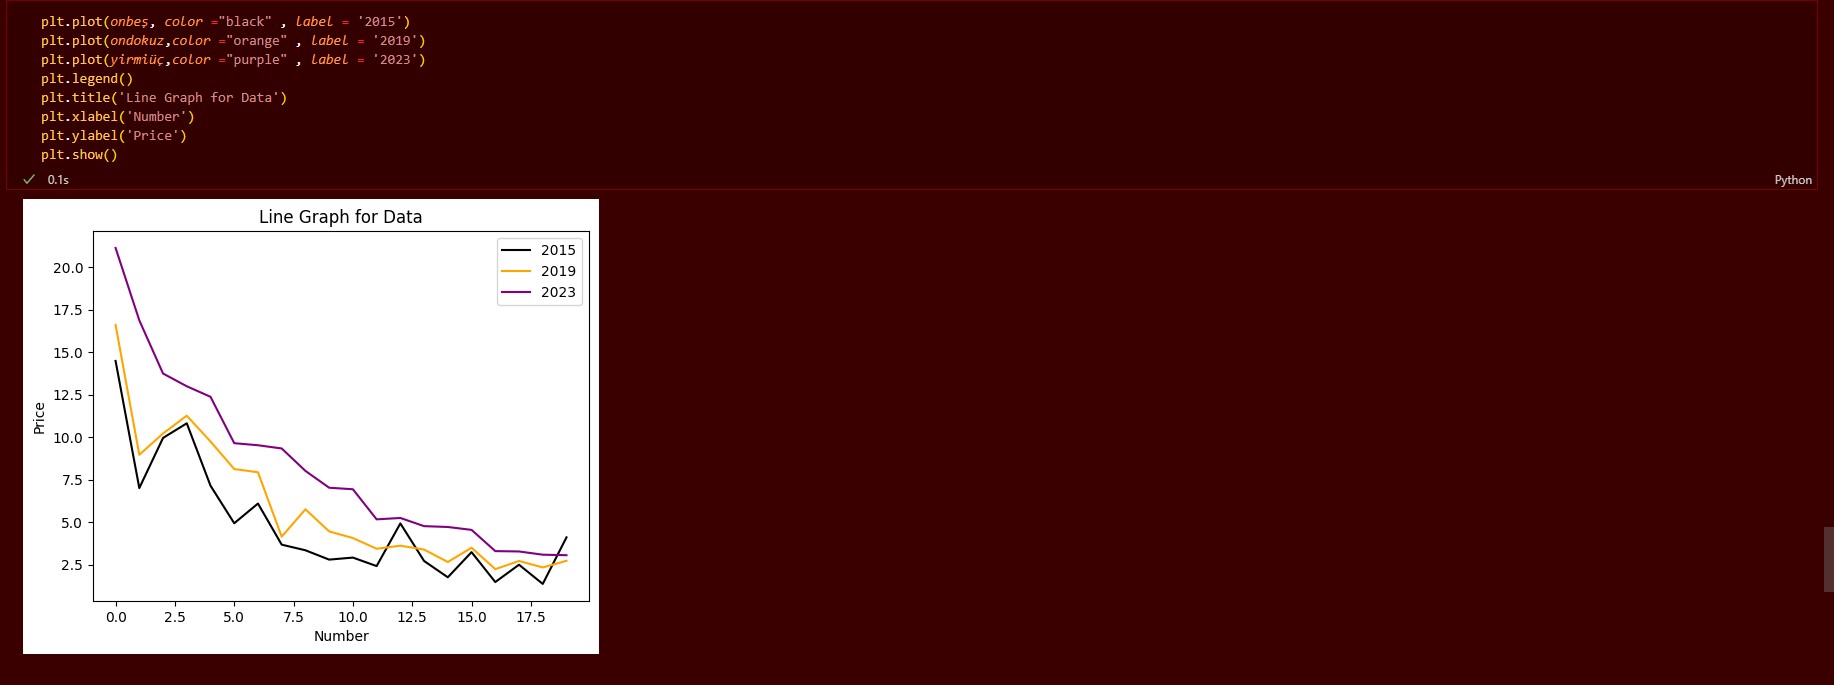 plt.plot(onbeş, color ="black" , label = '2015')
plt.plot(ondokuz,color ="orange" , label = '2019')
plt.plot(yirmiüç,color ="purple" , label = '2023')
plt.legend()
plt.title('Line Graph for Data')
plt.xlabel('Number')
plt.ylabel('Price')
plt.show()
0.1s
Python
Line Graph for Data
2015
2019
2023
20.0
17.5
15.0
12.5
10.0
7.5
5.0
2.5
Price
0.0 2.5 5.0 7.5 10.0 12.5 15.0 17.5
Number